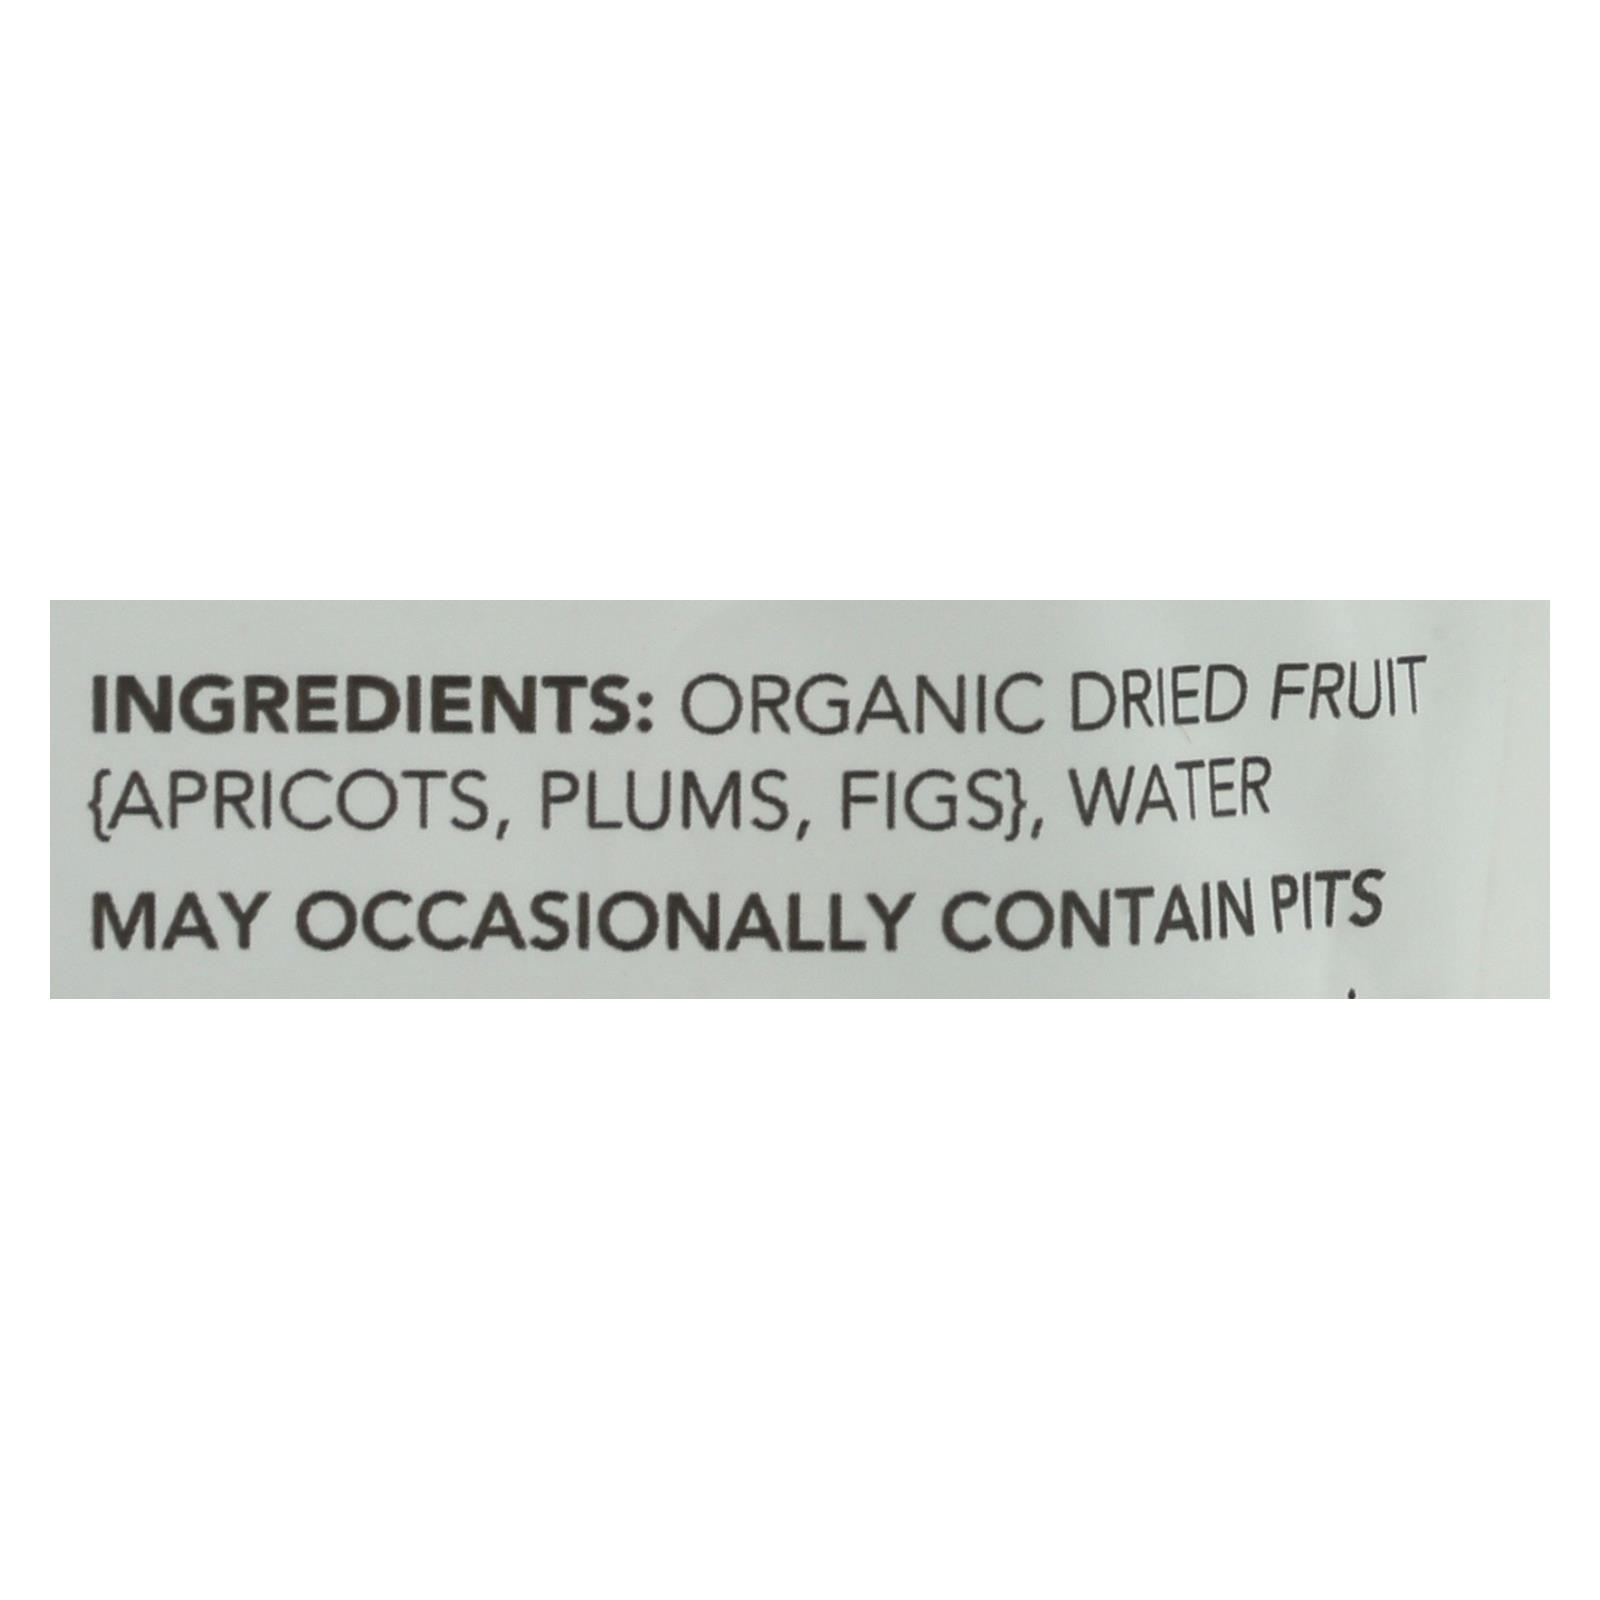 INGREDIENTS: ORGANIC DRIED FRUIT
{APRICOTS, PLUMS, FIGS}, WATER
MAY OCCASIONALLY CONTAIN PITS